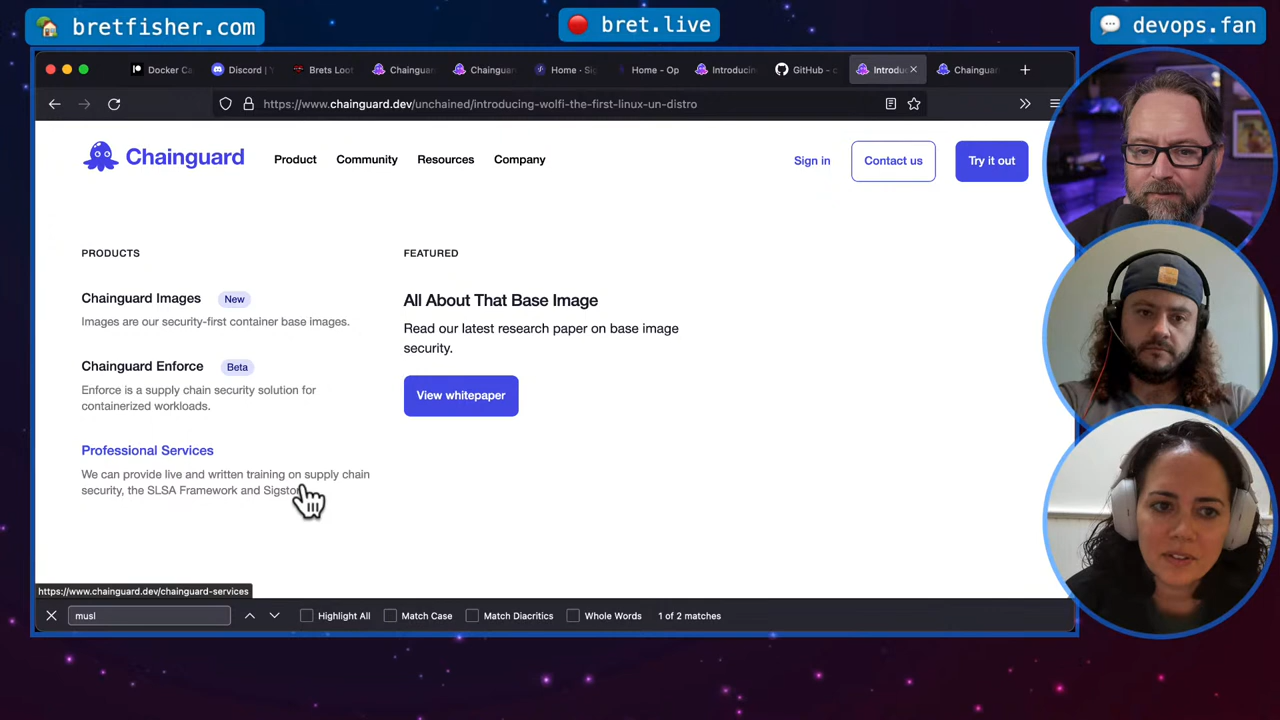 bretfisher.com
bret.live
devops.fan
Docker Ca
Discord | Y
Brets Loot
Chaingua
Chaingua
Home · Sig
Home - Op
Introducin
GitHub - c
Introdu
Chaingua
https://www.chainguard.dev/unchained/introducing-wolfi-the-first-linux-un-distro
Chainguard
Product
Community
Resources
Company
Sign in
Contact us
Try it out
PRODUCTS
FEATURED
Chainguard Images
New
Images are our security-first container base images.
Chainguard Enforce
Beta
Enforce is a supply chain security solution for
containerized workloads.
Professional Services
We can provide live and written training on supply chain
security, the SLSA Framework and Sigsto
All About That Base Image
Read our latest research paper on base image
security.
View whitepaper
https://www.chainguard.dev/chainguard-services
musl
Highlight All
Match Case
Match Diacritics
Whole Words
1 of 2 matches